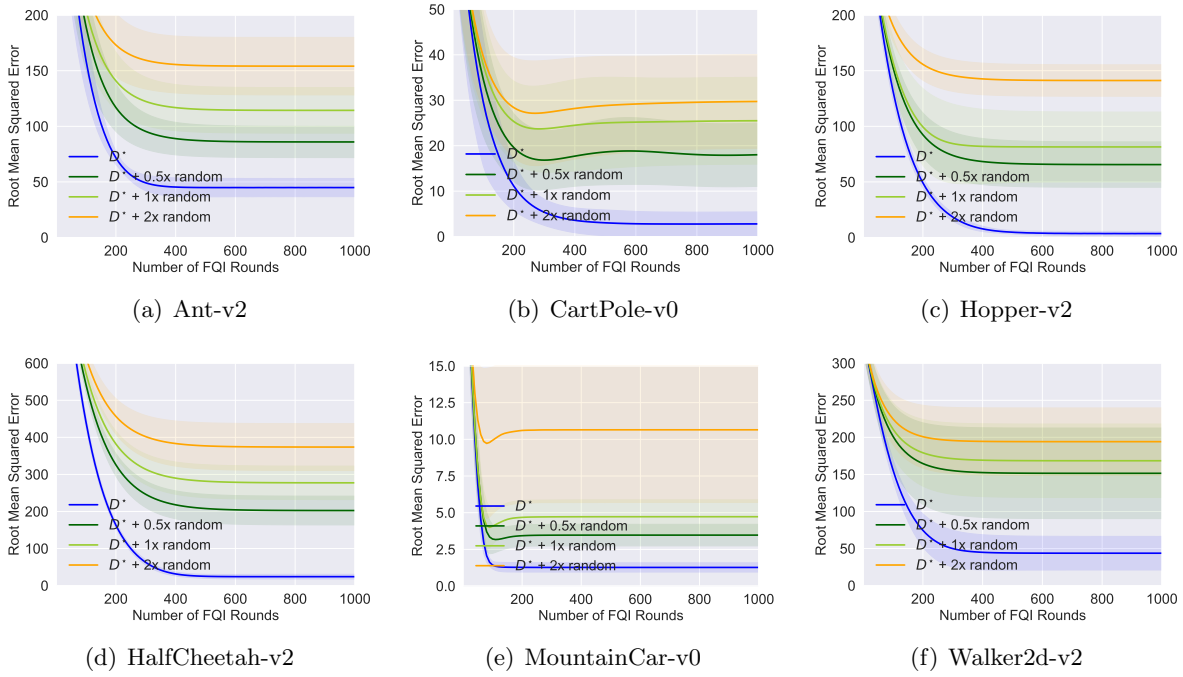 200
150
100
50
0
Root Mean Squared Error
D*
D* + 0.5x random
D* + 1x random
D* + 2x random
200 400 600 800 1000
Number of FQI Rounds
(a) Ant-v2
50
40
30
20
10
0
Root Mean Squared Error
D*
D* + 0.5x random
D* + 1x random
D* + 2x random
200 400 600 800 1000
Number of FQI Rounds
(b) CartPole-v0
200
150
100
50
0
Root Mean Squared Error
D*
D* + 0.5x random
D* + 1x random
D* + 2x random
200 400 600 800 1000
Number of FQI Rounds
(c) Hopper-v2
600
500
400
300
200
100
0
Root Mean Squared Error
D*
D* + 0.5x random
D* + 1x random
D* + 2x random
200 400 600 800 1000
Number of FQI Rounds
(d) HalfCheetah-v2
15.0
12.5
10.0
7.5
5.0
2.5
0.0
Root Mean Squared Error
D*
D* + 0.5x random
D* + 1x random
D* + 2x random
200 400 600 800 1000
Number of FQI Rounds
(e) MountainCar-v0
300
250
200
150
100
50
0
Root Mean Squared Error
D*
D* + 0.5x random
D* + 1x random
D* + 2x random
200 400 600 800 1000
Number of FQI Rounds
(f) Walker2d-v2